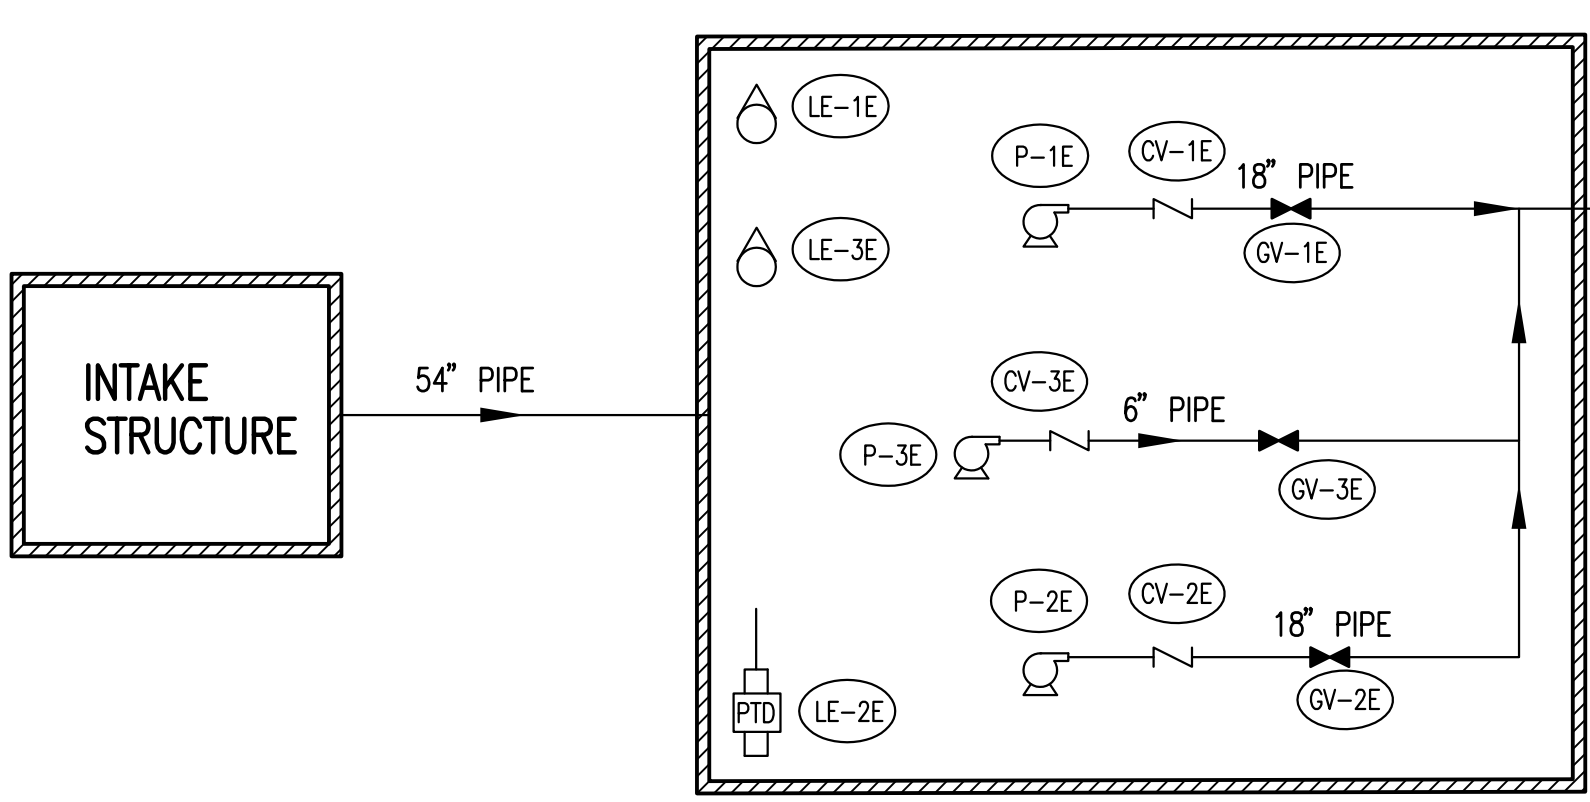 LE-1E
P-1E
CV-1E
18" PIPE
GV-1E
LE-3E
INTAKE
STRUCTURE
54" PIPE
CV-3E
6" PIPE
P-3E
GV-3E
P-2E
CV-2E
18" PIPE
GV-2E
PTD
LE-2E